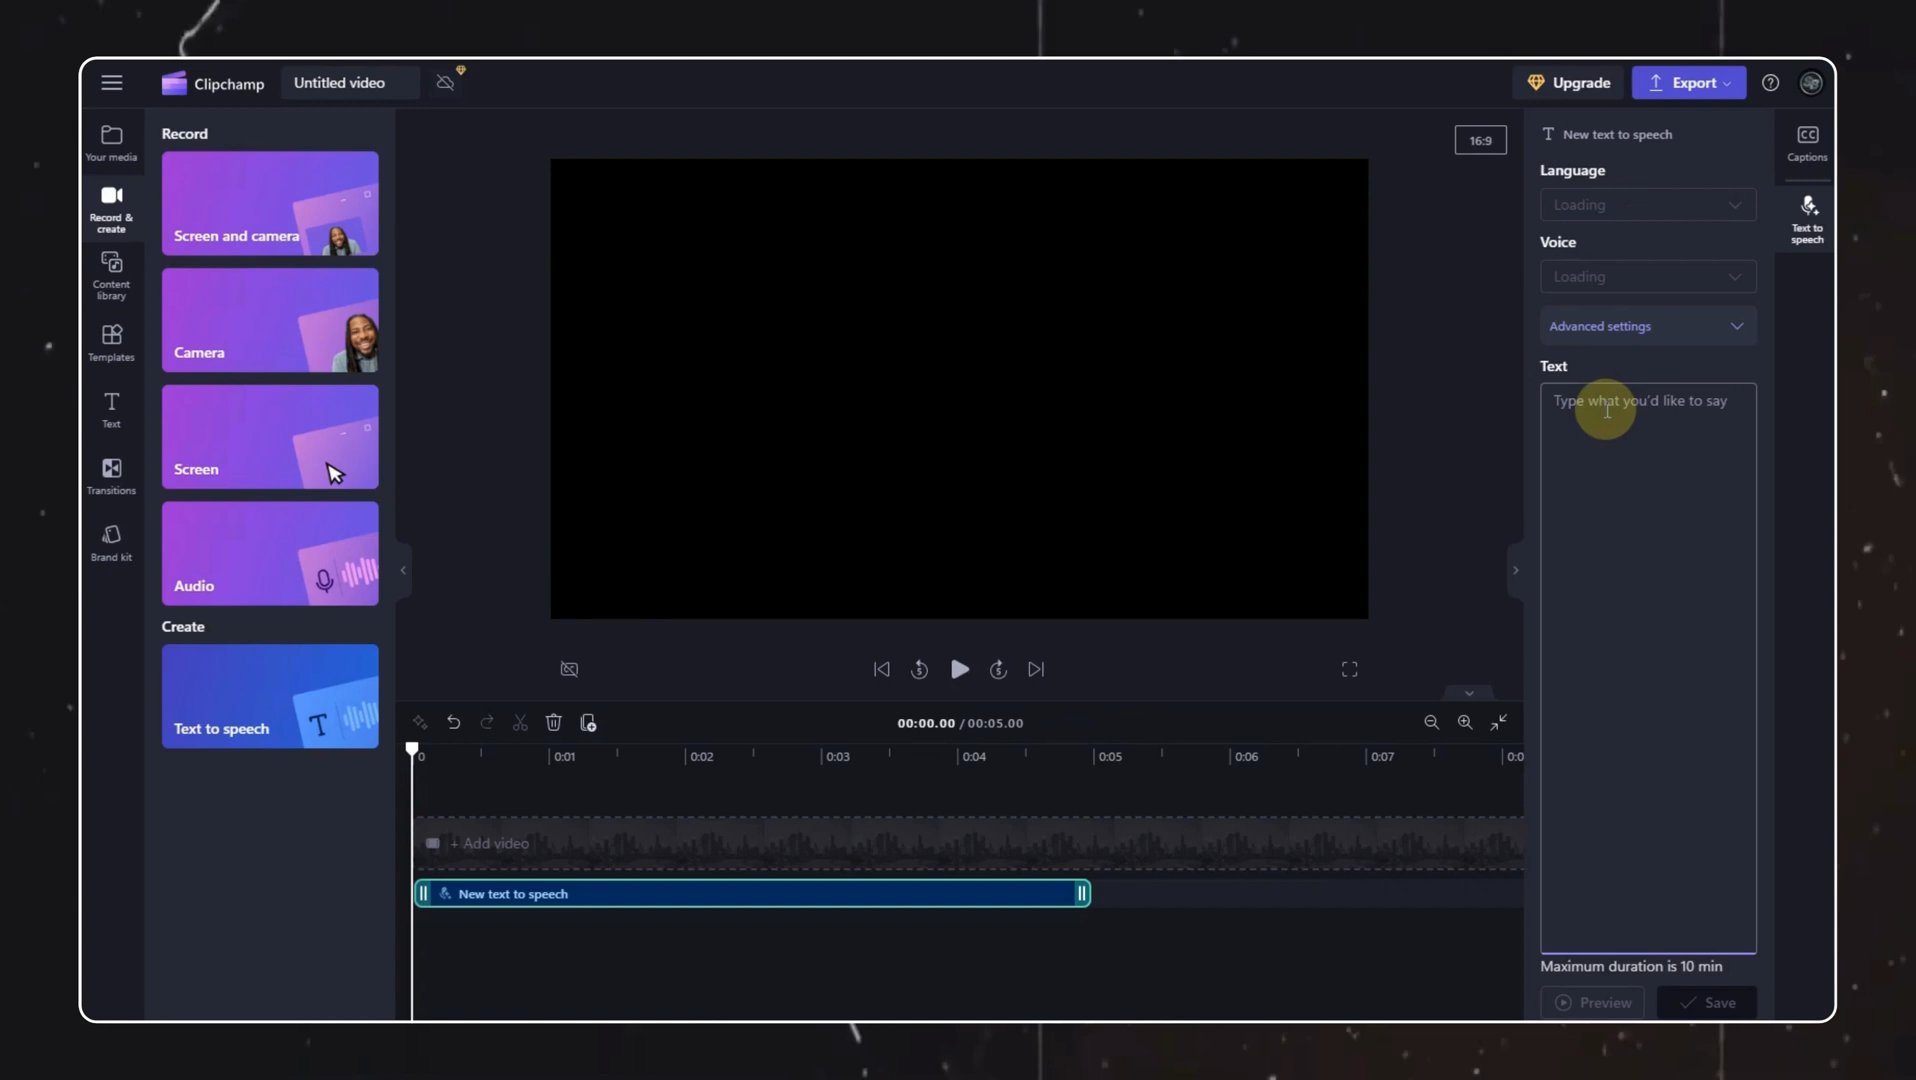 Clipchamp
Untitled video
Upgrade
Export
Your media
Record &
create
Content
library
Templates
Text
Transitions
Brand kit
Record
Screen and camera
Camera
Screen
Audio
Create
Text to speech
16:9
00:00.00 / 00:05.00
0
0:01
0:02
0:03
0:04
0:05
0:06
0:07
+ Add video
New text to speech
New text to speech
Language
Loading
Voice
Loading
Advanced settings
Text
Type what you'd like to say
Maximum duration is 10 min
Preview
Save
CC
Captions
Text to
speech